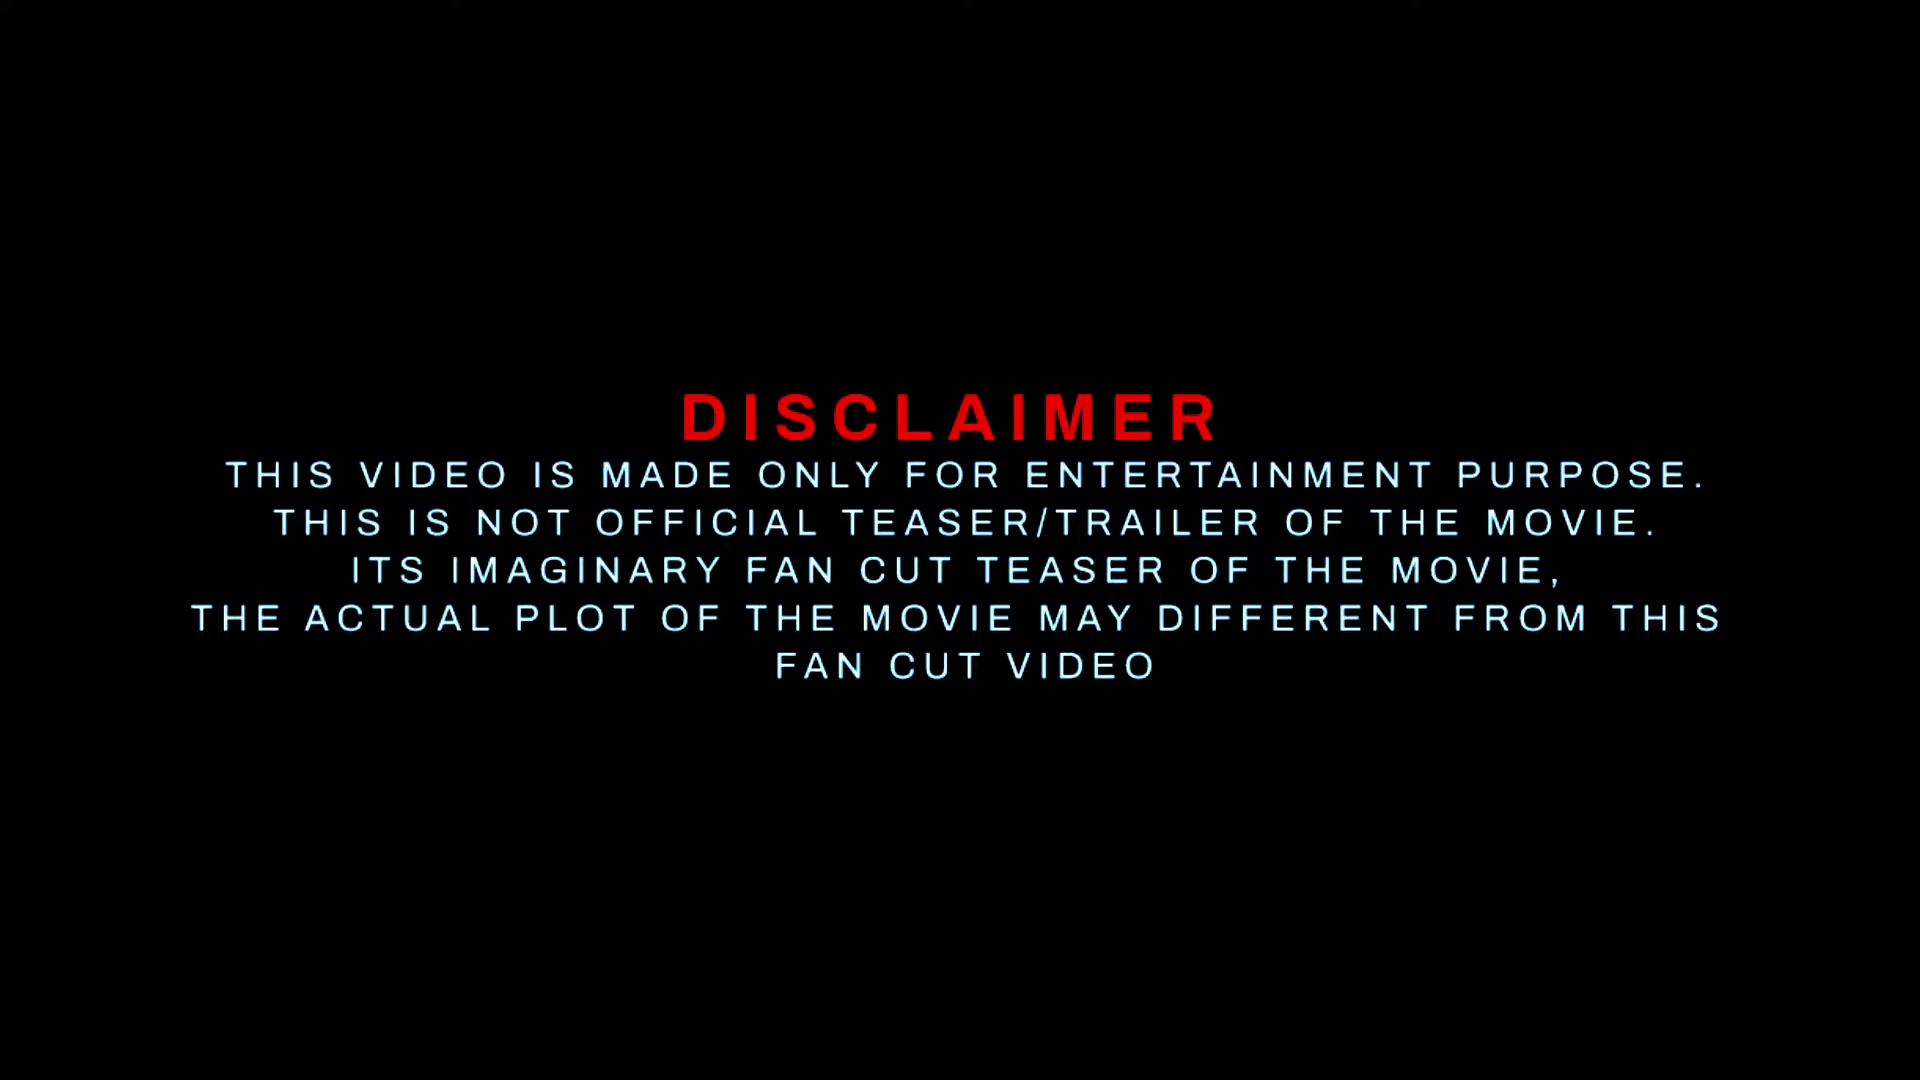 DISCLAIMER
THIS VIDEO IS MADE ONLY FOR ENTERTAINMENT PURPOSE.
THIS IS NOT OFFICIAL TEASER/TRAILER OF THE MOVIE.
ITS IMAGINARY FAN CUT TEASER OF THE MOVIE,
THE ACTUAL PLOT OF THE MOVIE MAY DIFFERENT FROM THIS
FAN CUT VIDEO